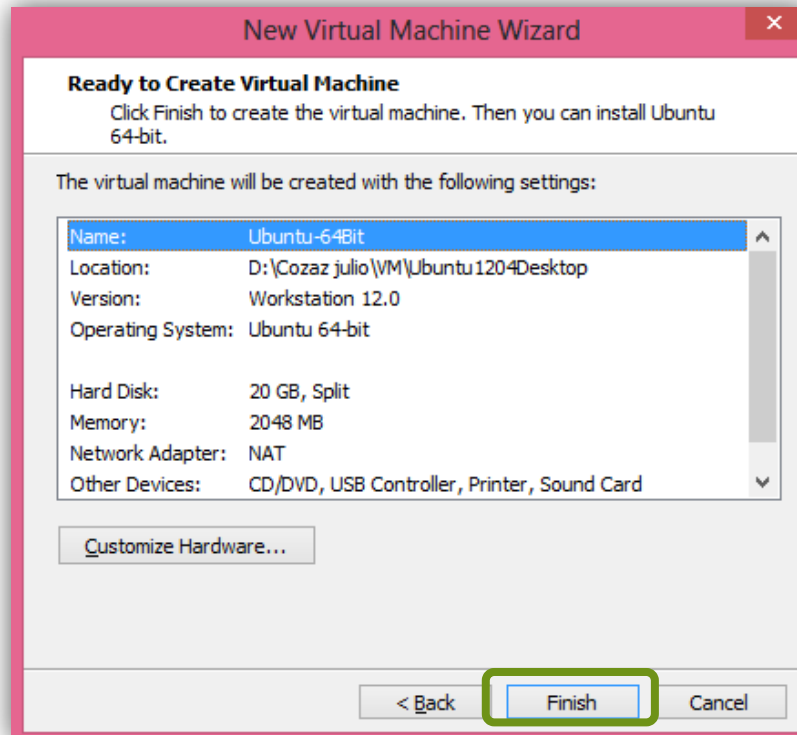 New Virtual Machine Wizard
Ready to Create Virtual Machine
Click Finish to create the virtual machine. Then you can install Ubuntu
64-bit.
The virtual machine will be created with the following settings:
Name: Ubuntu-64Bit
Location: D:\Cozaz julio\VM\Ubuntu1204Desktop
Version: Workstation 12.0
Operating System: Ubuntu 64-bit
Hard Disk: 20 GB, Split
Memory: 2048 MB
Network Adapter: NAT
Other Devices: CD/DVD, USB Controller, Printer, Sound Card
Customize Hardware...
< Back Finish Cancel